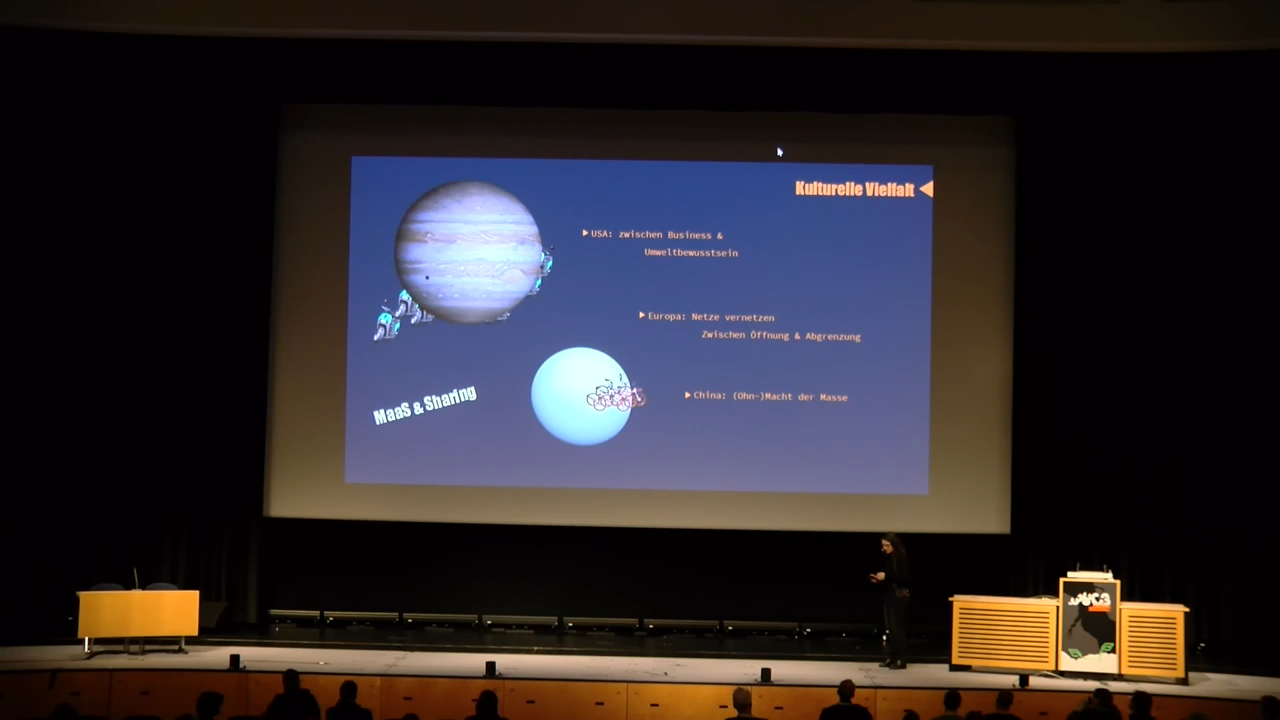 Kulturelle Vielfalt
USA: zwischen Business &
Umweltbewusstsein
Europa: Netze vernetzen
Zwischen Öffnung & Abgrenzung
China: (Ohn-)Macht der Masse
MaaS & Sharing